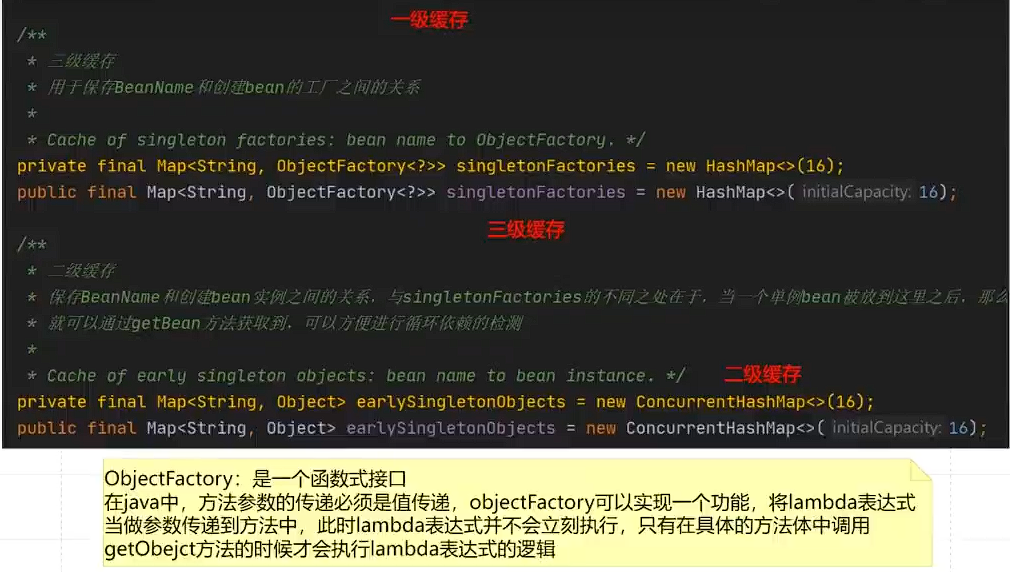 一级缓存
/**
* 三级缓存
* 用于保存BeanName和创建bean的工厂之间的关系
*
* Cache of singleton factories: bean name to ObjectFactory. */
private final Map<String, ObjectFactory<?>> singletonFactories = new HashMap<>(16);
public final Map<String, ObjectFactory<?>> singletonFactories = new HashMap<>( initialCapacity: 16);
三级缓存
/**
* 二级缓存
* 保存BeanName和创建bean实例之间的关系，与singletonFactories的不同之处在于，当一个单例bean被放到这里之后，那么
* 就可以通过getBean方法获取到，可以方便进行循环依赖的检测
*
* Cache of early singleton objects: bean name to bean instance. */
二级缓存
private final Map<String, Object> earlySingletonObjects = new ConcurrentHashMap<>(16);
public final Map<String, Object> earlySingletonObjects = new ConcurrentHashMap<>( initialCapacity: 16);
ObjectFactory：是一个函数式接口
在java中，方法参数的传递必须是值传递，objectFactory可以实现一个功能，将lambda表达式
当做参数传递到方法中，此时lambda表达式并不会立刻执行，只有在具体的方法体中调用
getObejct方法的时候才会执行lambda表达式的逻辑